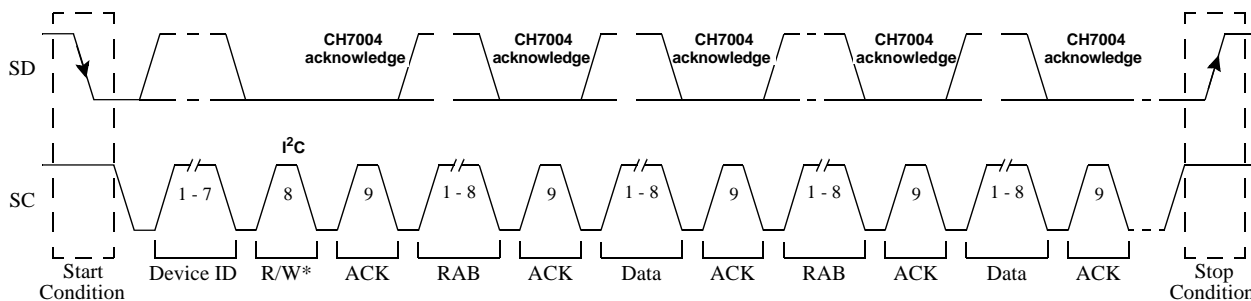 CH7004 acknowledge
CH7004 acknowledge
CH7004 acknowledge
CH7004 acknowledge
CH7004 acknowledge
SD
I²C
SC
1 - 7
8
9
1 - 8
9
1 - 8
9
1 - 8
9
1 - 8
9
Start Condition
Device ID
R/W*
ACK
RAB
ACK
Data
ACK
RAB
ACK
Data
ACK
Stop Condition